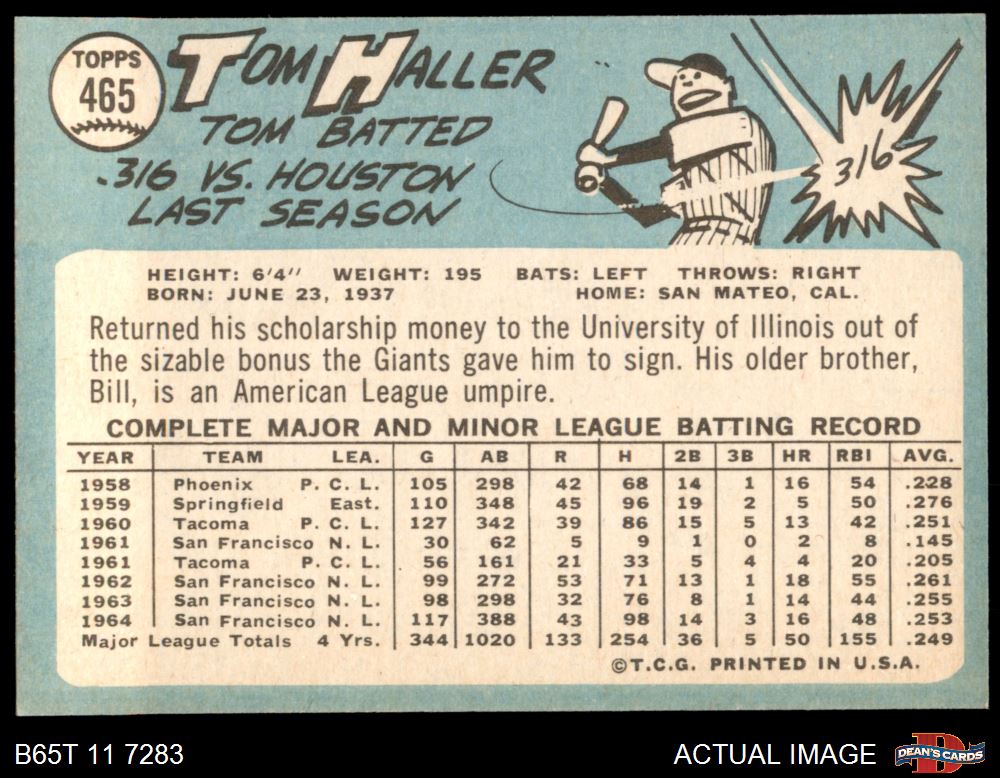 TOPPS
465
TOM HALLER
TOM BATTED
.316 VS. HOUSTON
LAST SEASON
316
HEIGHT: 6'4" WEIGHT: 195 BATS: LEFT THROWS: RIGHT
BORN: JUNE 23, 1937 HOME: SAN MATEO, CAL.
Returned his scholarship money to the University of Illinois out of
the sizable bonus the Giants gave him to sign. His older brother,
Bill, is an American League umpire.
COMPLETE MAJOR AND MINOR LEAGUE BATTING RECORD
YEAR TEAM LEA. G AB R H 2B 3B HR RBI AVG.
1958 Phoenix P. C. L. 105 298 42 68 14 1 16 54 .228
1959 Springfield East. 110 348 45 96 19 2 5 50 .276
1960 Tacoma P. C. L. 127 342 39 86 15 5 13 42 .251
1961 San Francisco N. L. 30 62 5 9 1 0 2 8 .145
1961 Tacoma P. C. L. 56 161 21 33 5 4 4 20 .205
1962 San Francisco N. L. 99 272 53 71 13 1 18 55 .261
1963 San Francisco N. L. 98 298 32 76 8 1 14 44 .255
1964 San Francisco N. L. 117 388 43 98 14 3 16 48 .253
Major League Totals 4 Yrs. 344 1020 133 254 36 5 50 155 .249
©T.C.G. PRINTED IN U.S.A.
B65T 11 7283
ACTUAL IMAGE
D
DEAN'S CARDS